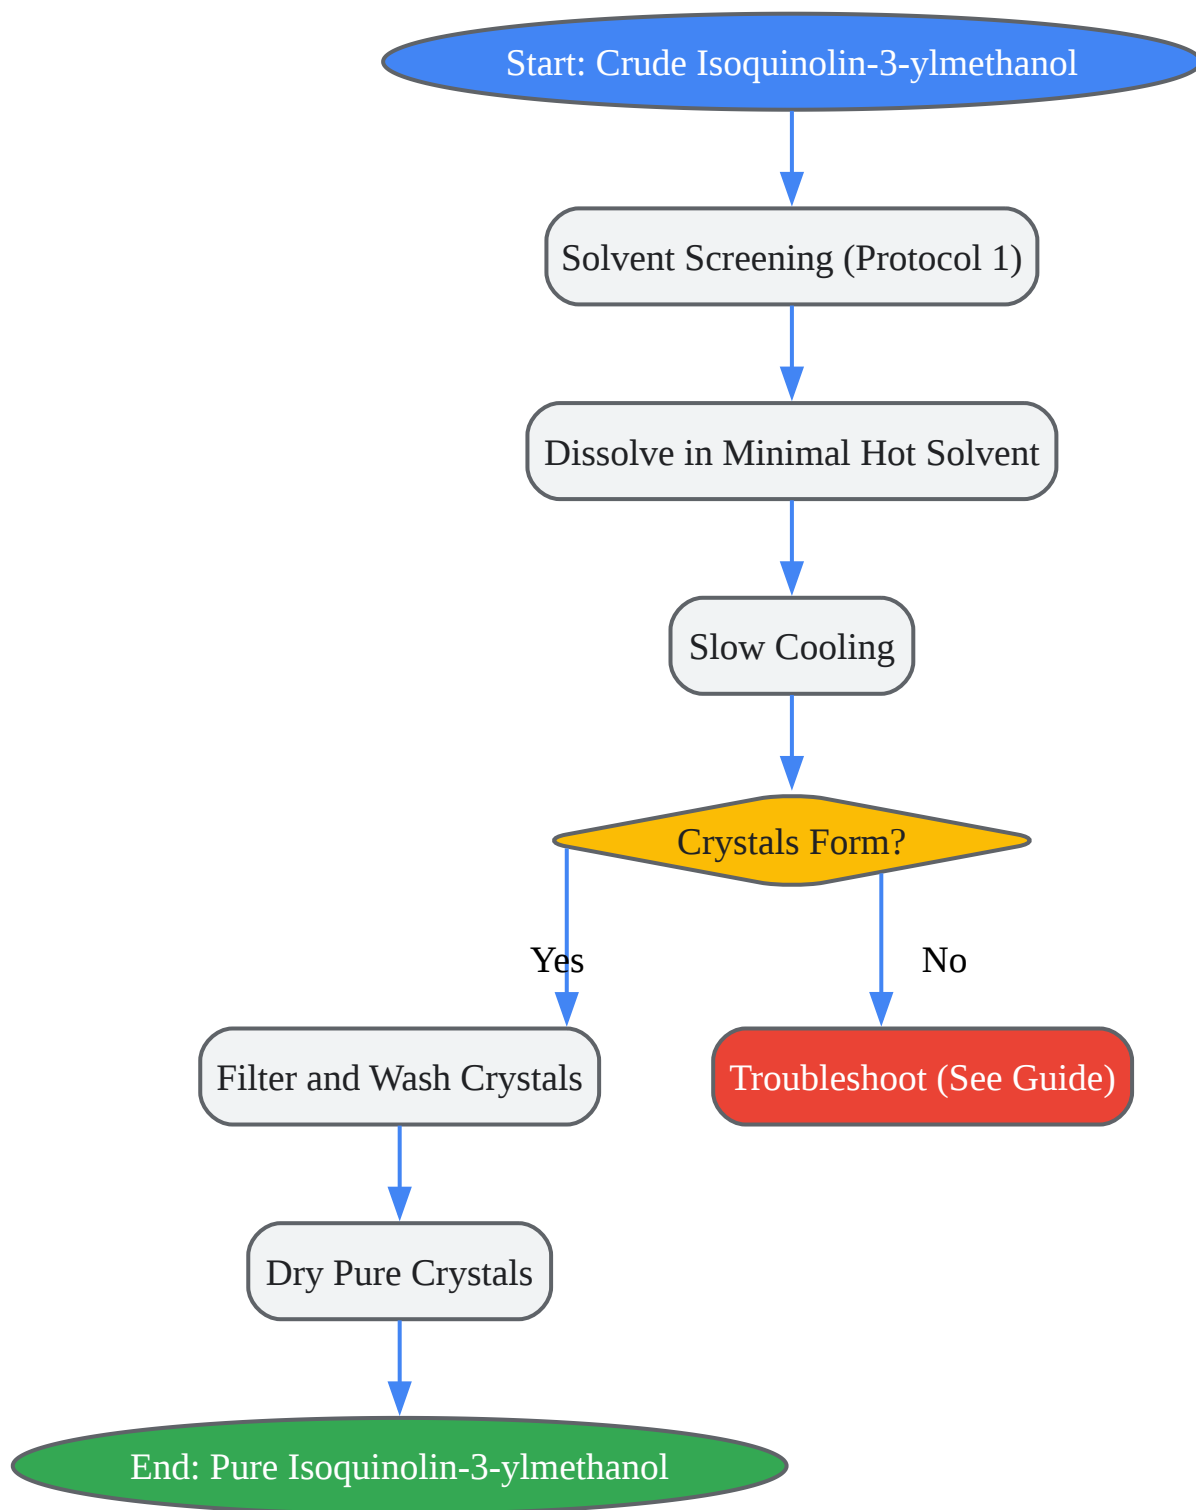 Start: Crude Isoquinolin-3-ylmethanol
Solvent Screening (Protocol 1)
Dissolve in Minimal Hot Solvent
Slow Cooling
Crystals Form?
Yes
No
Filter and Wash Crystals
Troubleshoot (See Guide)
Dry Pure Crystals
End: Pure Isoquinolin-3-ylmethanol